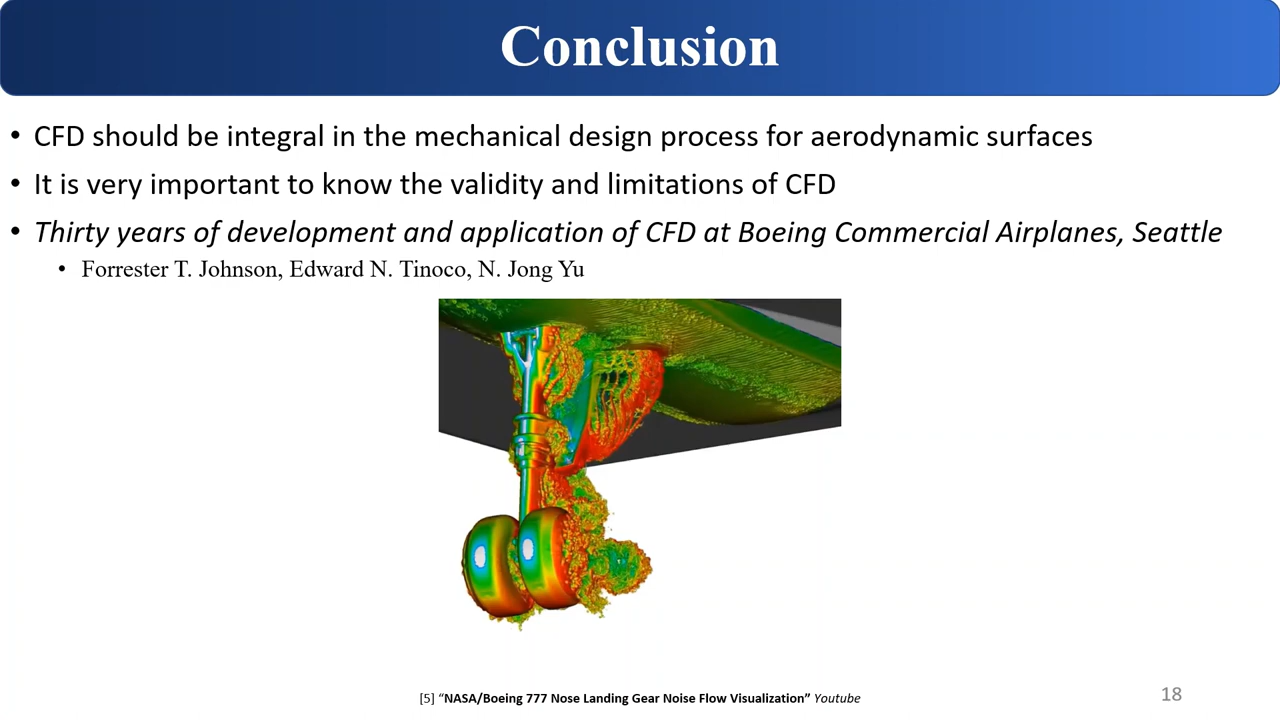 Conclusion
• CFD should be integral in the mechanical design process for aerodynamic surfaces
• It is very important to know the validity and limitations of CFD
• Thirty years of development and application of CFD at Boeing Commercial Airplanes, Seattle
• Forrester T. Johnson, Edward N. Tinoco, N. Jong Yu
[5] “NASA/Boeing 777 Nose Landing Gear Noise Flow Visualization” Youtube
18